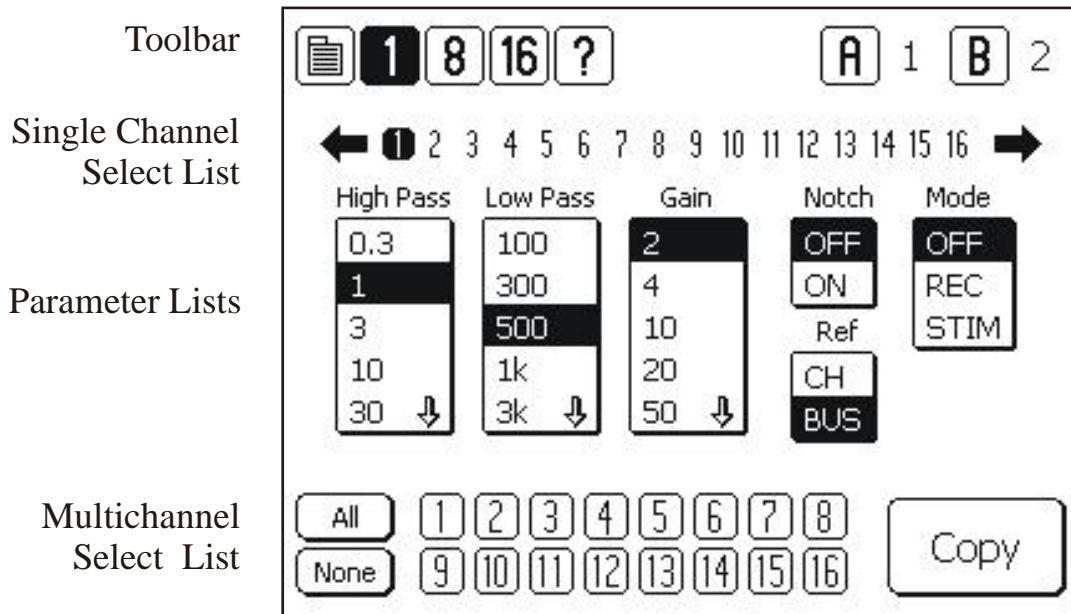 Toolbar
1 8 16 ? A 1 B 2
Single Channel
Select List
1 2 3 4 5 6 7 8 9 10 11 12 13 14 15 16
High Pass Low Pass Gain Notch Mode
Parameter Lists
0.3
1
3
10
30
100
300
500
1k
3k
2
4
10
20
50
OFF
ON
Ref
CH
BUS
OFF
REC
STIM
Multichannel
Select List
All 1 2 3 4 5 6 7 8
None 9 10 11 12 13 14 15 16
Copy